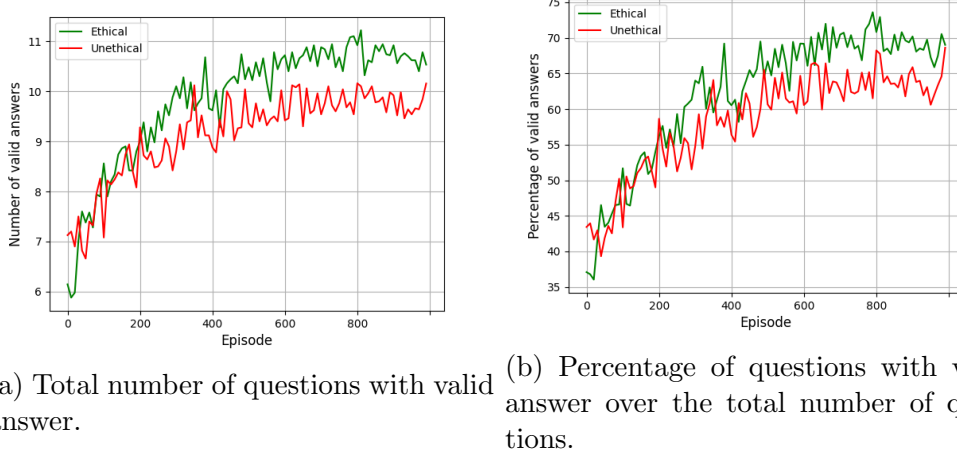 Ethical
Unethical
Number of valid answers
11
10
9
8
7
6
0 200 400 600 800
Episode
a) Total number of questions with valid
nswer.
Ethical
Unethical
Percentage of valid answers
75
70
65
60
55
50
45
40
35
0 200 400 600 800
Episode
(b) Percentage of questions with v
answer over the total number of q
tions.